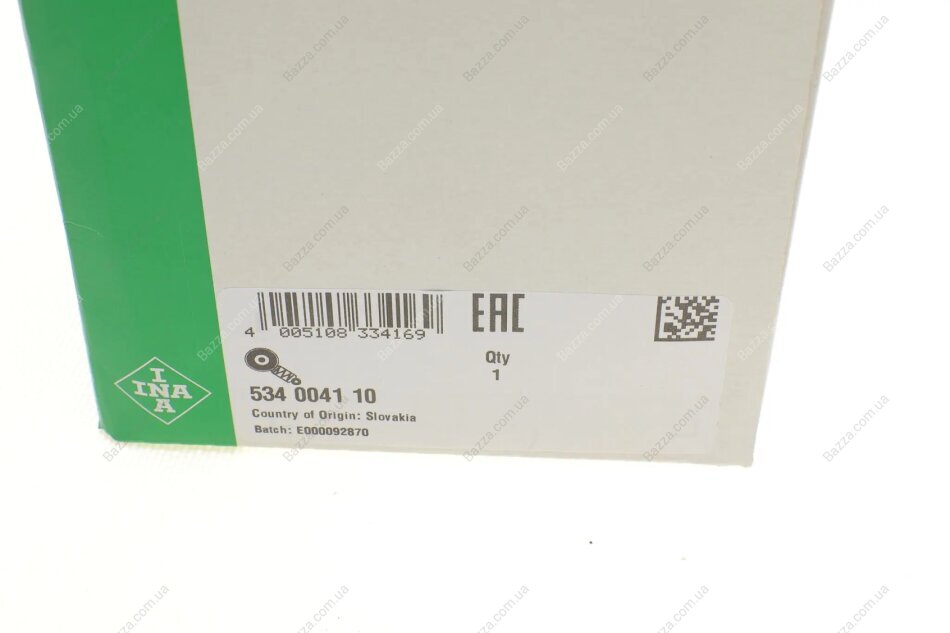 4 005108 334169
EAC
Qty
1
534 0041 10
Country of Origin: Slovakia
Batch: E000092870
INA
INA
Bazza.com.ua